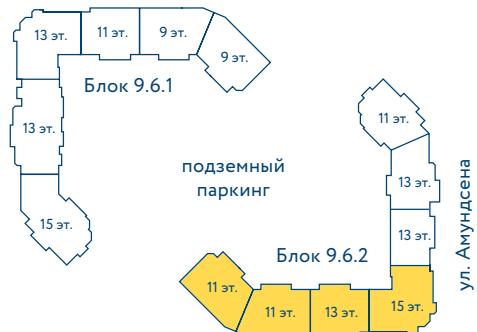 13 эт.
11 эт.
9 эт.
9 эт.
Блок 9.6.1
13 эт.
15 эт.
подземный
паркинг
11 эт.
13 эт.
13 эт.
ул. Амундсена
Блок 9.6.2
11 эт.
11 эт.
13 эт.
15 эт.